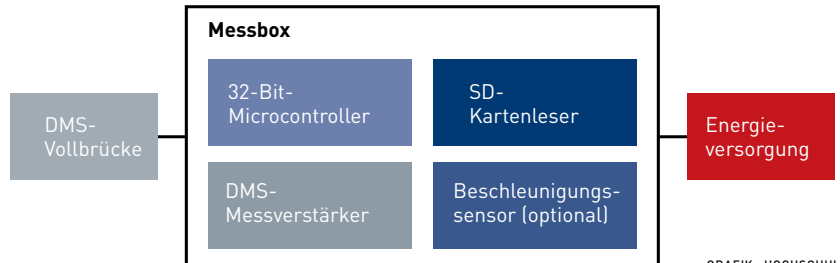 Messbox
DMS-
Vollbrücke
32-Bit-
Microcontroller
SD-
Kartenleser
DMS-
Messverstärker
Beschleunigungs-
sensor (optional)
Energie-
versorgung